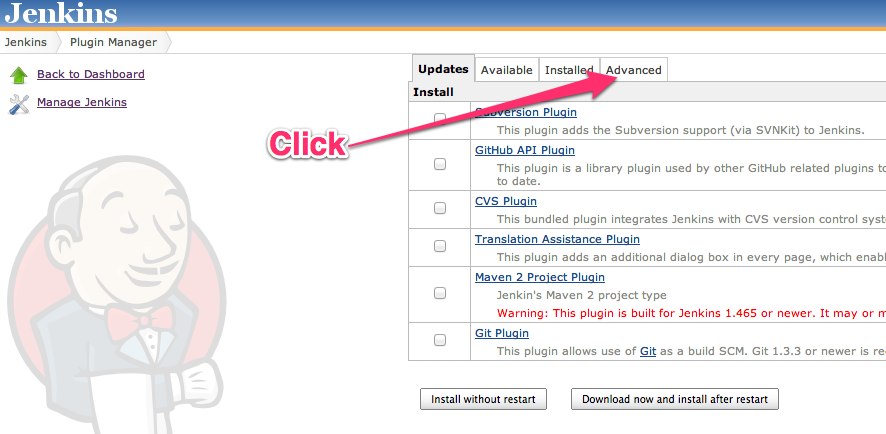 Jenkins
Jenkins Plugin Manager
Back to Dashboard
Manage Jenkins
Updates Available Installed Advanced
Install
Click
Subversion Plugin
This plugin adds the Subversion support (via SVNKit) to Jenkins.
GitHub API Plugin
This plugin is a library plugin used by other GitHub related plugins to
to date.
CVS Plugin
This bundled plugin integrates Jenkins with CVS version control syste
Translation Assistance Plugin
This plugin adds an additional dialog box in every page, which enabl
Maven 2 Project Plugin
Jenkin's Maven 2 project type
Warning: This plugin is built for Jenkins 1.465 or newer. It may or m
Git Plugin
This plugin allows use of Git as a build SCM. Git 1.3.3 or newer is re
Install without restart Download now and install after restart